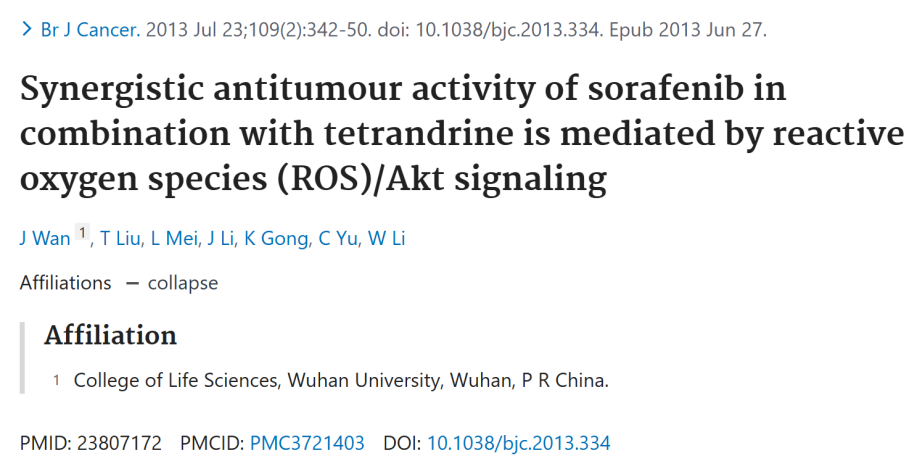 Br J Cancer. 2013 Jul 23;109(2):342-50. doi: 10.1038/bjc.2013.334. Epub 2013 Jun 27.
Synergistic antitumour activity of sorafenib in
combination with tetrandrine is mediated by reactive
oxygen species (ROS)/Akt signaling
J Wan 1, T Liu, L Mei, J Li, K Gong, C Yu, W Li
Affiliations − collapse
Affiliation
1 College of Life Sciences, Wuhan University, Wuhan, P R China.
PMID: 23807172 PMCID: PMC3721403 DOI: 10.1038/bjc.2013.334